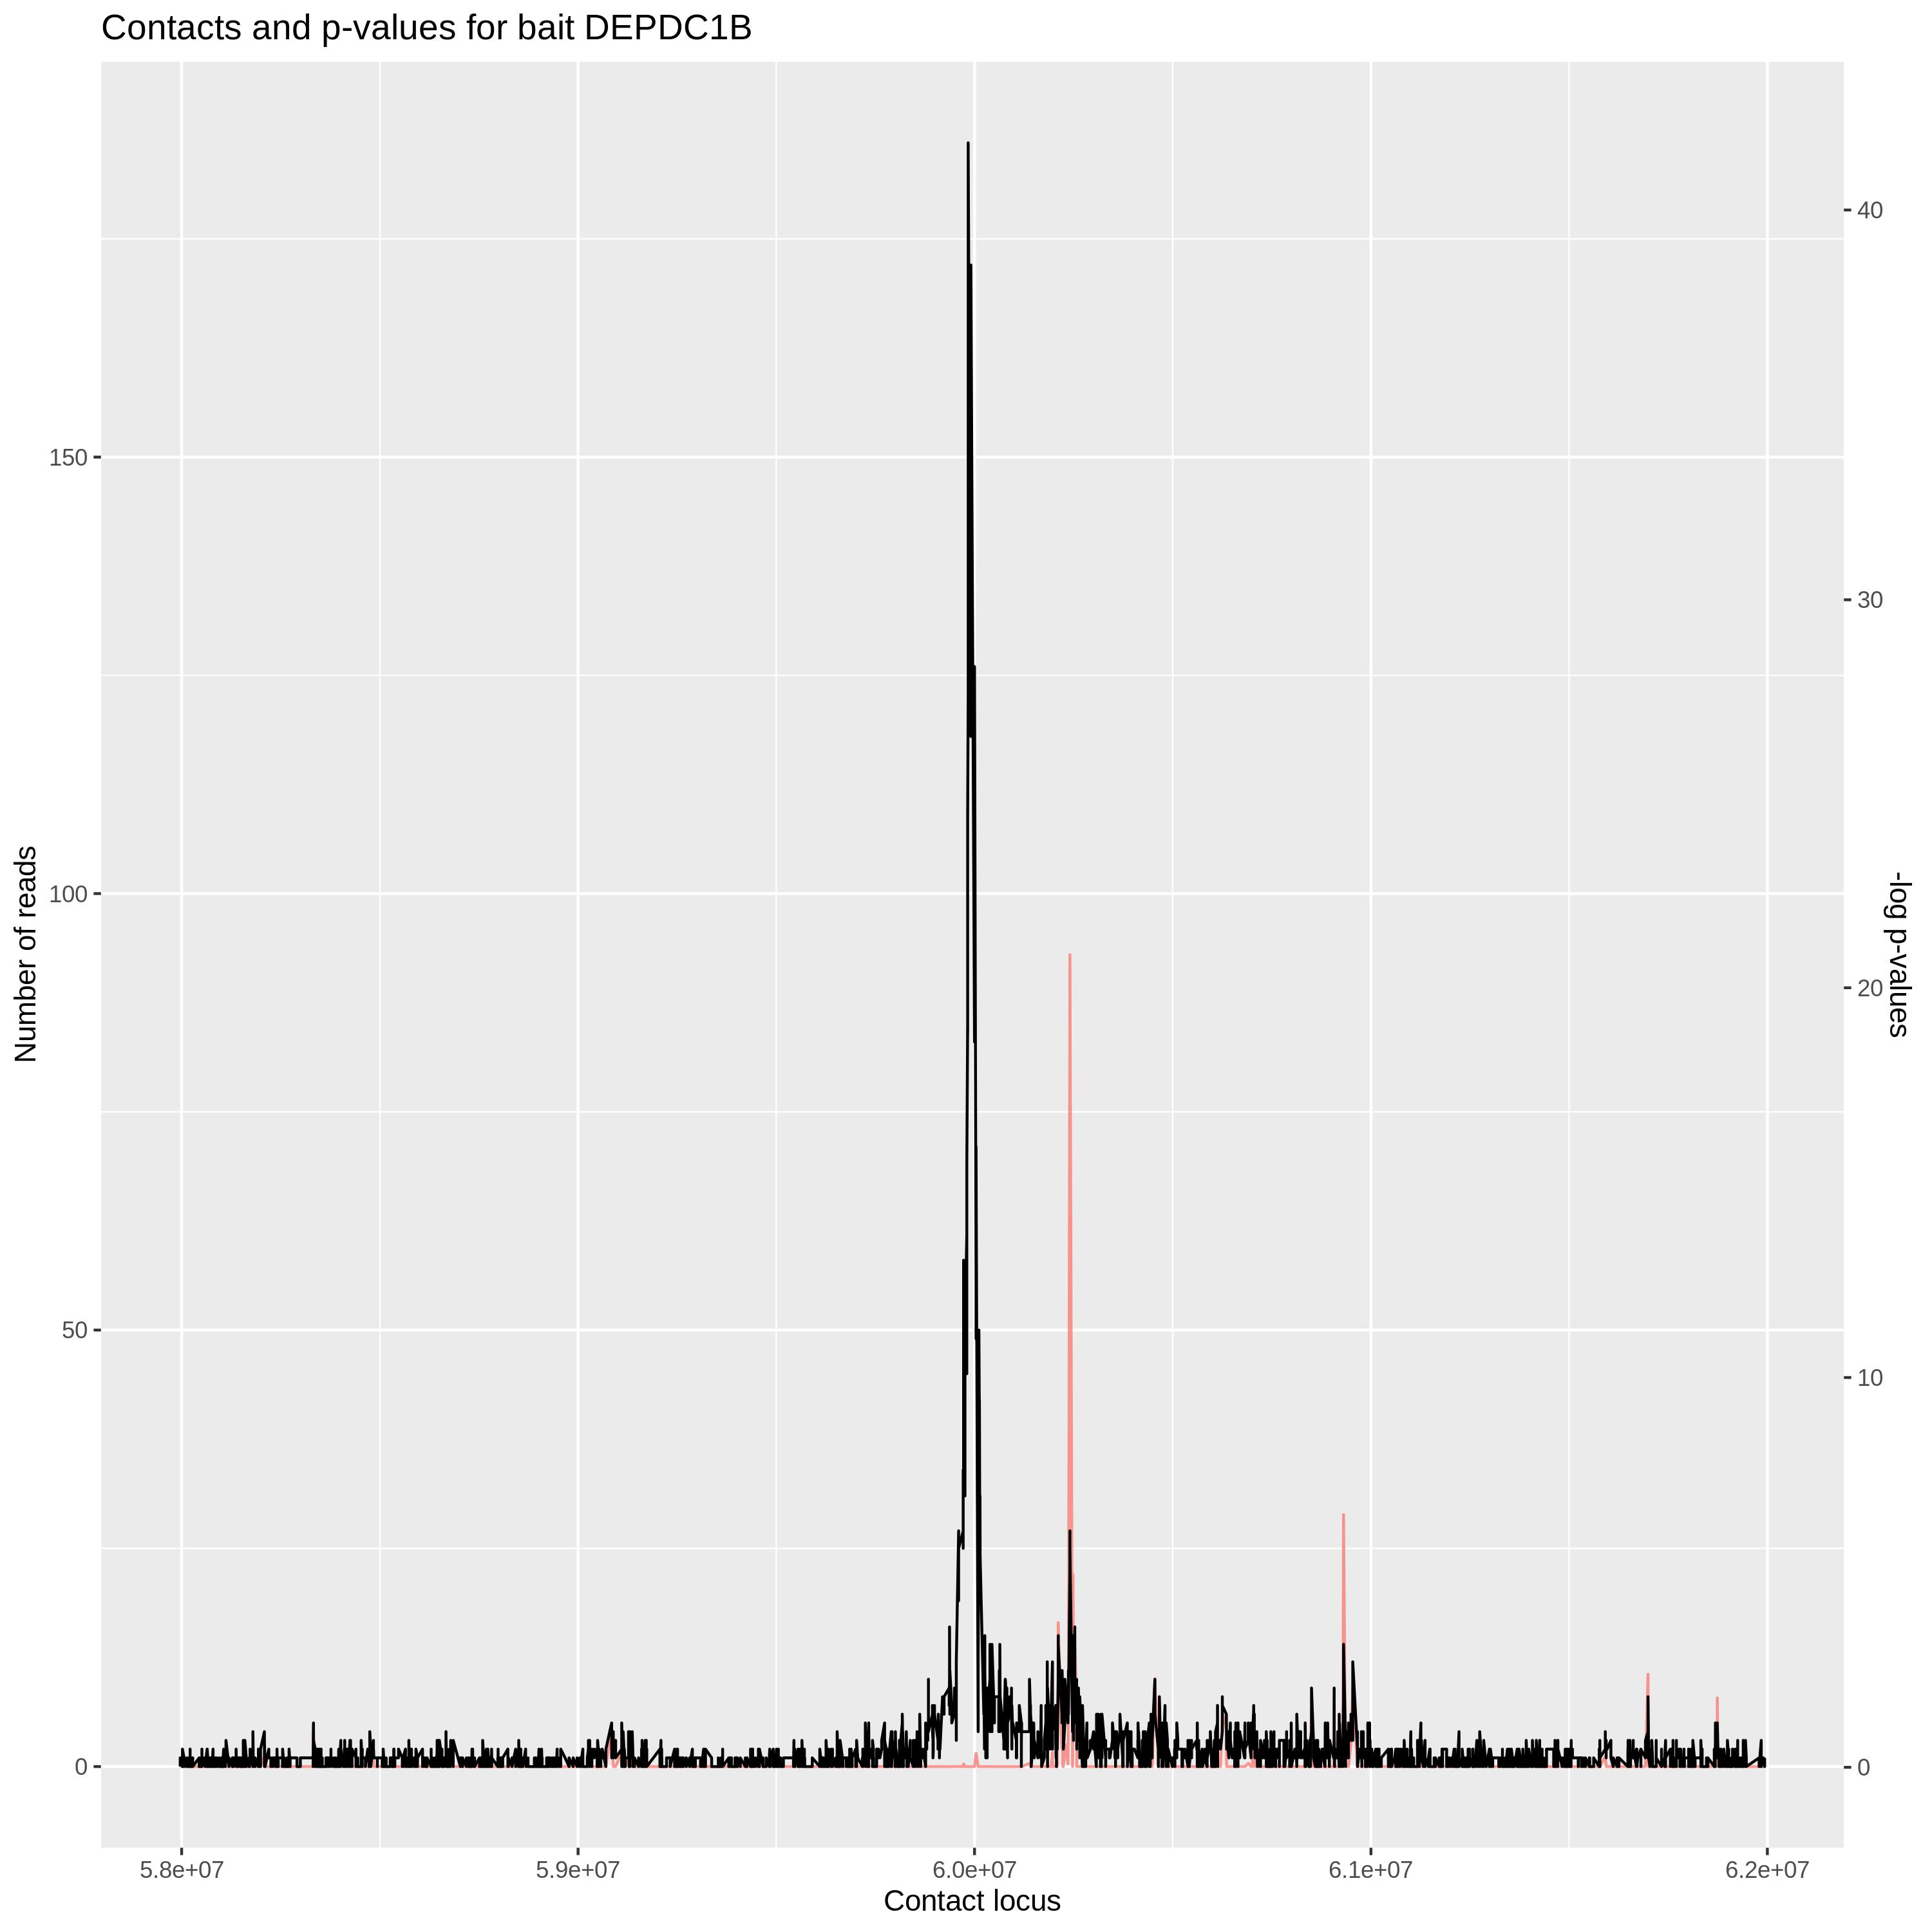 Contacts and p-values for bait DEPDC1B
Number of reads
150
100
50
0
40
30
20
10
0
-log p-values
5.8e+07
5.9e+07
6.0e+07
6.1e+07
6.2e+07
Contact locus